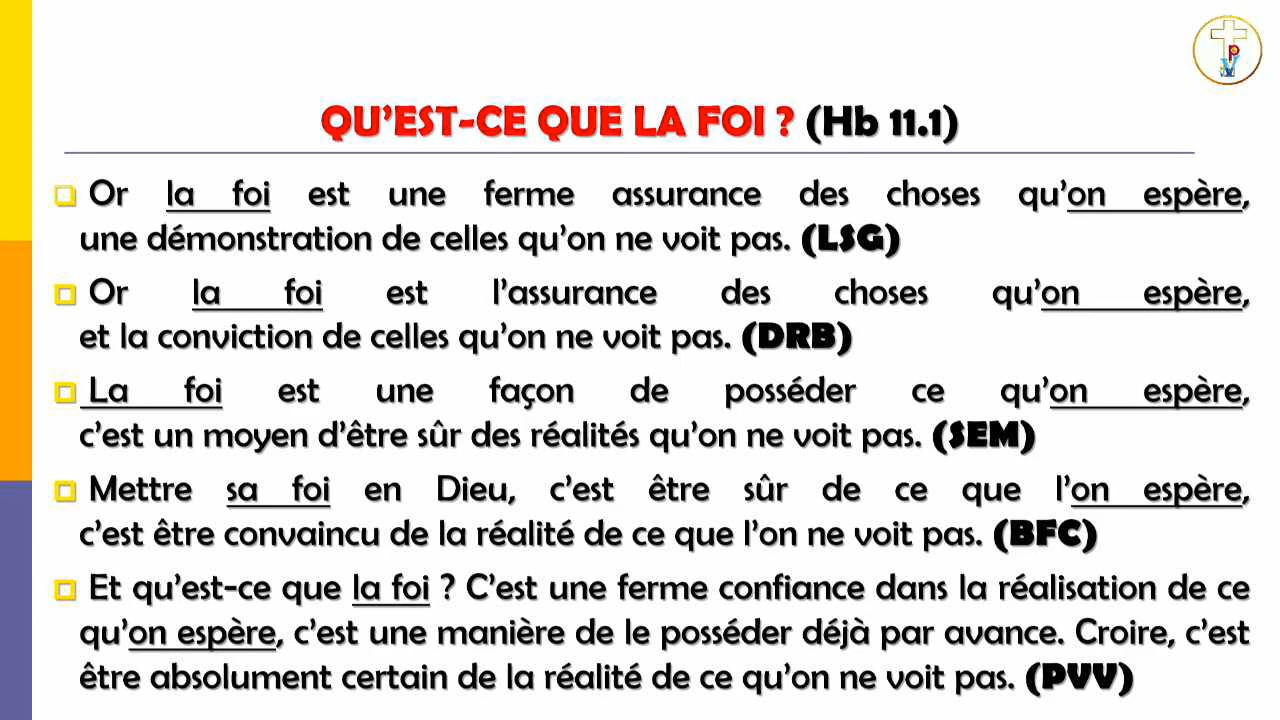 QU’EST-CE QUE LA FOI ? (Hb 11.1)
Or la foi est une ferme assurance des choses qu’on espère,
une démonstration de celles qu’on ne voit pas. (LSG)
Or la foi est l’assurance des choses qu’on espère,
et la conviction de celles qu’on ne voit pas. (DRB)
La foi est une façon de posséder ce qu’on espère,
c’est un moyen d’être sûr des réalités qu’on ne voit pas. (SEM)
Mettre sa foi en Dieu, c’est être sûr de ce que l’on espère,
c’est être convaincu de la réalité de ce que l’on ne voit pas. (BFC)
Et qu’est-ce que la foi ? C’est une ferme confiance dans la réalisation de ce
qu’on espère, c’est une manière de le posséder déjà par avance. Croire, c’est
être absolument certain de la réalité de ce qu’on ne voit pas. (PVV)